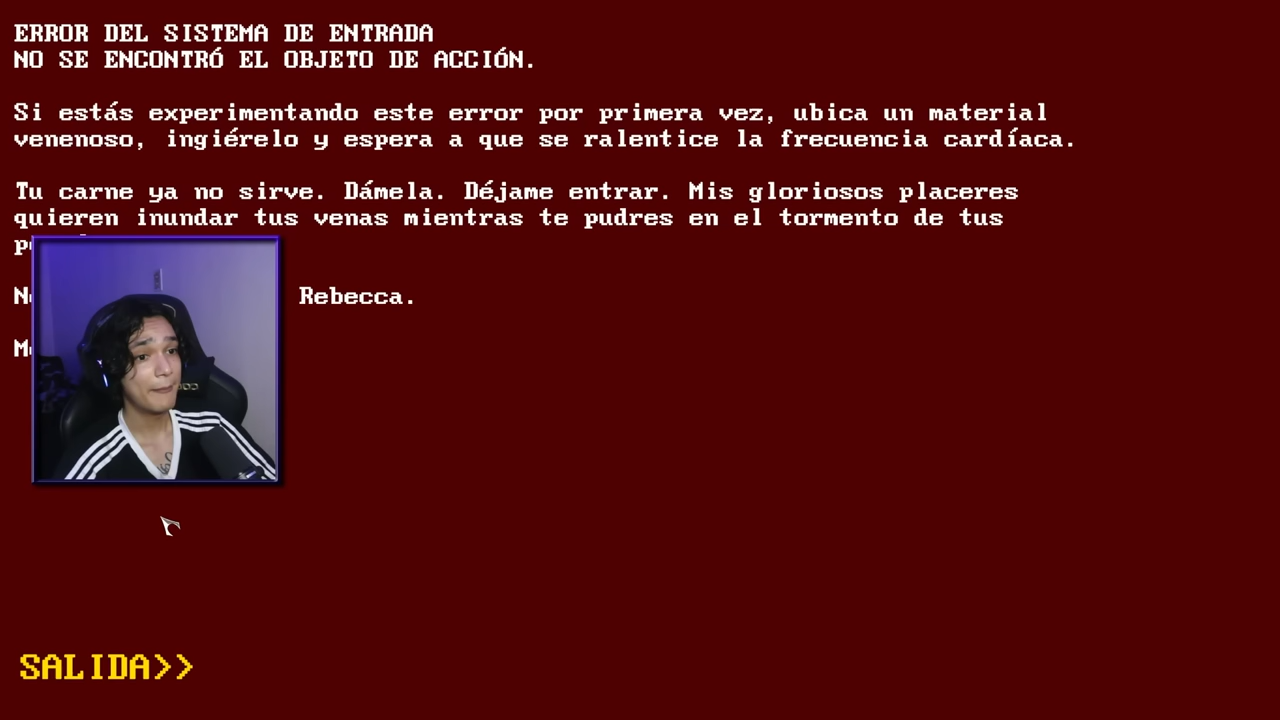 ERROR DEL SISTEMA DE ENTRADA
NO SE ENCONTRÓ EL OBJETO DE ACCIÓN.
Si estás experimentando este error por primera vez, ubica un material
venenoso, ingiérelo y espera a que se ralentice la frecuencia cardíaca.
Tu carne ya no sirve. Dámela. Déjame entrar. Mis gloriosos placeres
quieren inundar tus venas mientras te pudres en el tormento de tus
Rebecca.
SALIDA>>